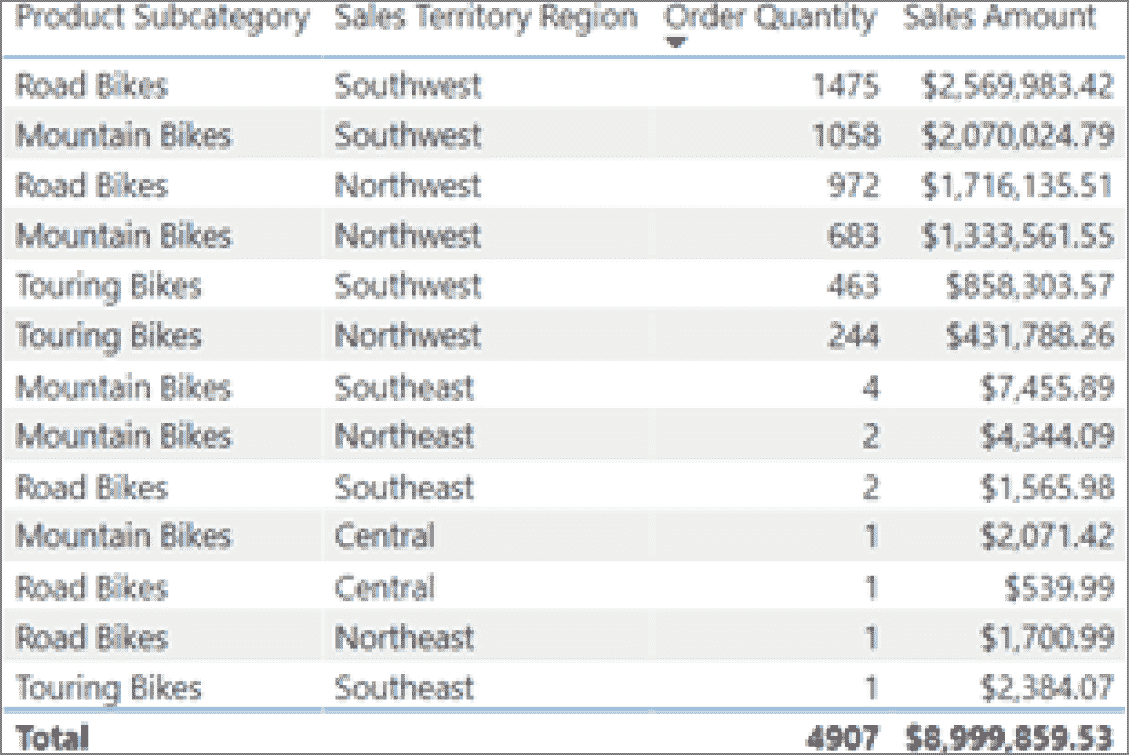 Product Subcategory Sales Territory Region Order Quantity Sales Amount
Road Bikes Southwest 1475 $2,569,983.42
Mountain Bikes Southwest 1058 $2,070,024.79
Road Bikes Northwest 972 $1,716,135.51
Mountain Bikes Northwest 683 $1,333,561.55
Touring Bikes Southwest 463 $858,303.57
Touring Bikes Northwest 244 $431,788.26
Mountain Bikes Southeast 4 $7,455.89
Mountain Bikes Northeast 2 $4,344.09
Road Bikes Southeast 2 $1,565.98
Mountain Bikes Central 1 $2,071.42
Road Bikes Central 1 $539.99
Road Bikes Northeast 1 $1,700.99
Touring Bikes Southeast 1 $2,384.07
Total 4907 $8,999,859.53